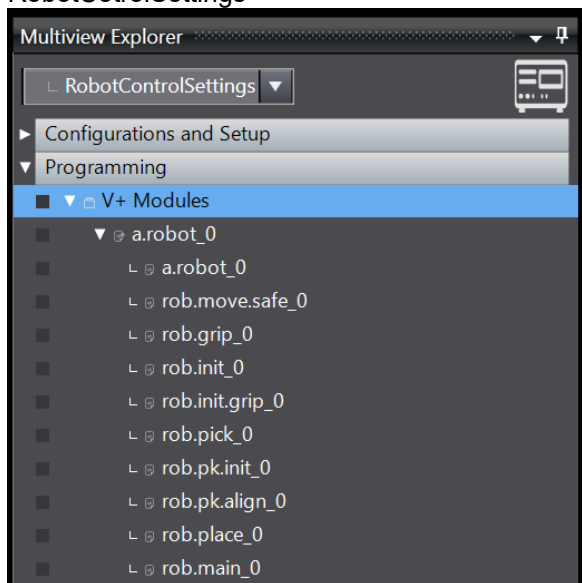 RobotControlSettings
Multiview Explorer
RobotControlSettings
Configurations and Setup
Programming
V+ Modules
a.robot_0
a.robot_0
rob.move.safe_0
rob.grip_0
rob.init_0
rob.init.grip_0
rob.pick_0
rob.pk.init_0
rob.pk.align_0
rob.place_0
rob.main_0